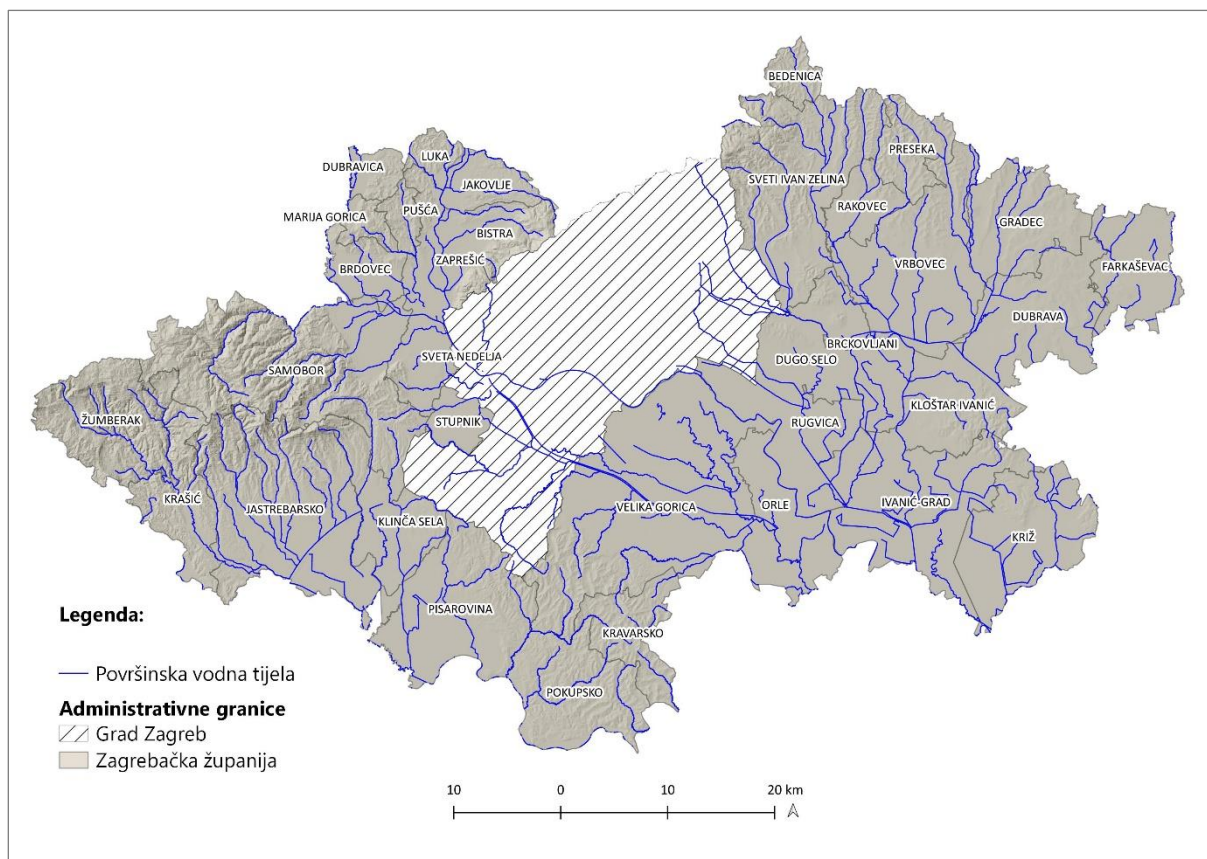 BEDENICA
LUKA
DUBRAVICA
PRESEKA
JAKOVLJE
SVETI IVAN ZELINA
MARIJA GORICA
PUŠĆA
RAKOVEC
GRADEC
BISTRA
ZAPREŠIĆ
BRDOVEC
VRBOVEC
FARKAŠEVAC
DUBRAVA
BRCKOVLJANI
SVETA NEDELJA
DUGO SELO
SAMOBOR
KLOŠTAR IVANIĆ
ŽUMBERAK
STUPNIK
RUGVICA
KRAŠIĆ
JASTREBARSKO
KLINČA SELA
VELIKA GORICA
ORLE
IVANIĆ-GRAD
KRIŽ
PISAROVINA
KRAVARSKO
POKUPSKO
Legenda:
Površinska vodna tijela
Administrativne granice
Grad Zagreb
Zagrebačka županija
10 0 10 20 km